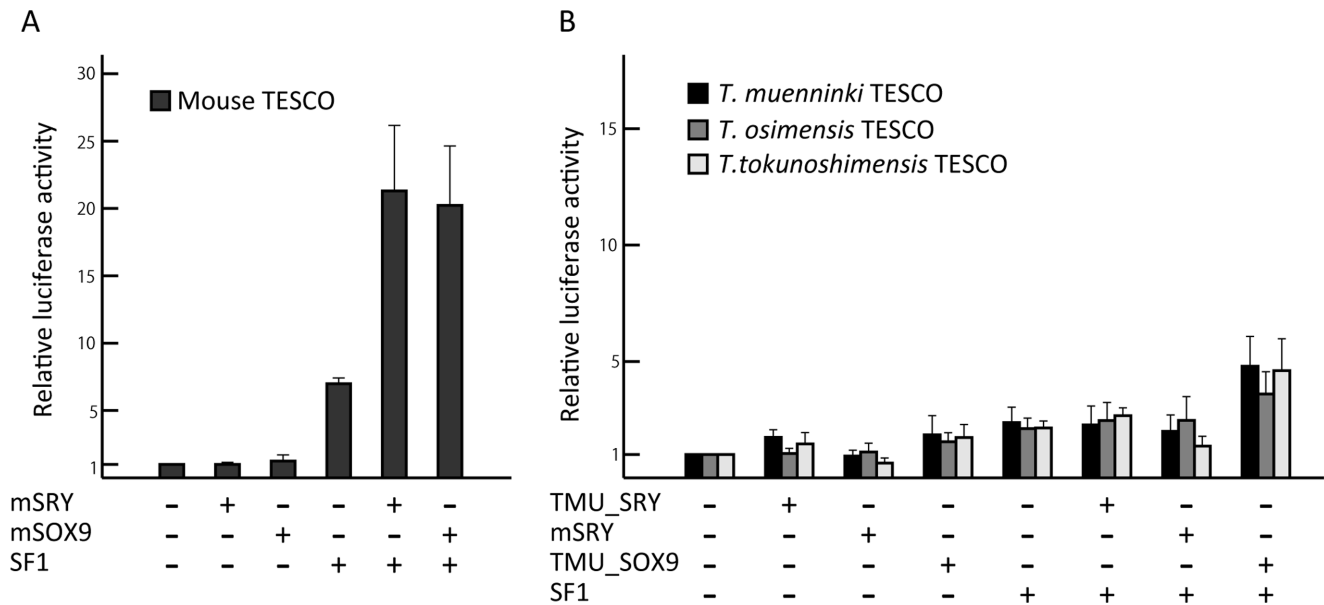 A
Relative luciferase activity
30
25
20
15
10
5
1
Mouse TESCO
mSRY - + - - + -
mSOX9 - - + - - +
SF1 - - - + + +
B
Relative luciferase activity
15
10
5
1
T. muenninki TESCO
T. osimensis TESCO
T.tokunoshimensis TESCO
TMU_SRY - + - - - + - -
mSRY - - + - - - + -
TMU_SOX9 - - - + - - - +
SF1 - - - - + + + +